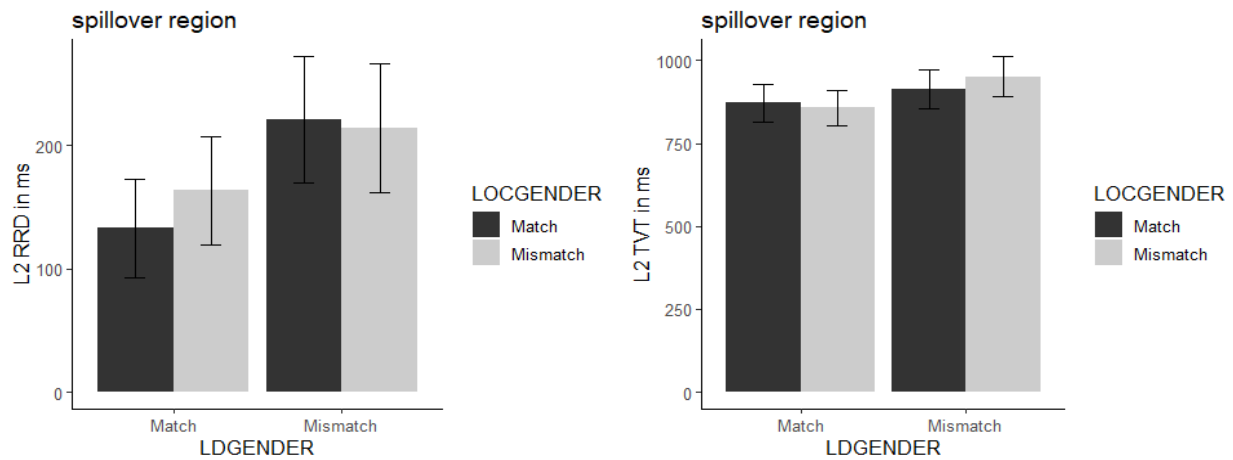 spillover region
L2 RRD in ms
200
100
0
Match
Mismatch
LDGENDER
LOCGENDER
Match
Mismatch
spillover region
L2 TVT in ms
1000
750
500
250
0
Match
Mismatch
LDGENDER
LOCGENDER
Match
Mismatch